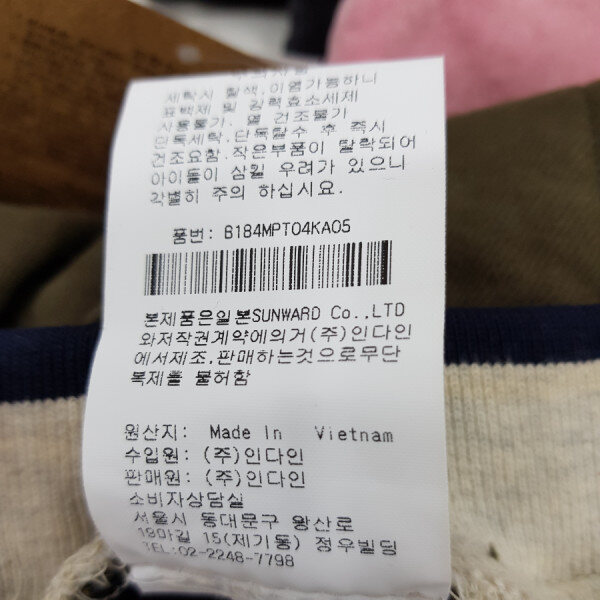 주의사항
세탁시 탈색.이염가능하니
표백제 및 강력효소세제
사용불가. 열 건조불가
단독세탁.단독탈수 후 즉시
건조요함.작은부품이 탈락되어
아이들이 삼킬 우려가 있으니
각별히 주의 하십시요.
품번: B184MPT04KA05
본제품은일본SUNWARD Co.,LTD
와저작권계약에의거(주)인다인
에서제조.판매하는것으로무단
복제를 불허함
원산지: Made In Vietnam
수입원: (주)인다인
판매원: (주)인다인
소비자상담실
서울시 동대문구 왕산로
19마길 15(제기동) 정우빌딩
TEL:02-2248-7798